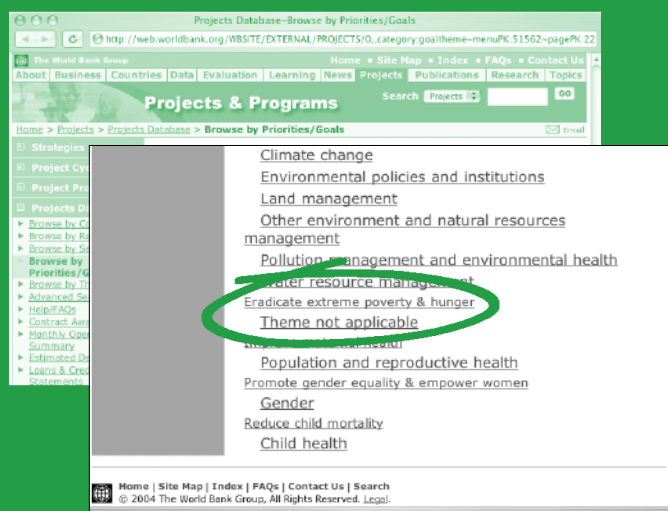 Projects Database-Browse by Priorities/Goals
http://web.worldbank.org/WBSITE/EXTERNAL/PROJECTS/0,,category:goaltheme~menuPK:51562~pagePK:22
The World Bank Group
Home • Site Map • Index • FAQs • Contact Us
About Business Countries Data Evaluation Learning News Projects Publications Research Topics
Projects & Programs
Search Projects GO
Home > Projects > Projects Database > Browse by Priorities/Goals
Email
Strategies
Project Cyc
Project Pro
Projects Da
Browse by Co
Browse by Re
Browse by Se
Browse by
Priorities/G
Browse by Th
Advanced Se
Help/FAQs
Contract Awa
Monthly Oper
Summary
Estimated De
Loans & Cred
Statements
Climate change
Environmental policies and institutions
Land management
Other environment and natural resources
management
Pollution management and environmental health
Water resource management
Eradicate extreme poverty & hunger
Theme not applicable
Improve maternal health
Population and reproductive health
Promote gender equality & empower women
Gender
Reduce child mortality
Child health
Home | Site Map | Index | FAQs | Contact Us | Search
© 2004 The World Bank Group, All Rights Reserved. Legal.